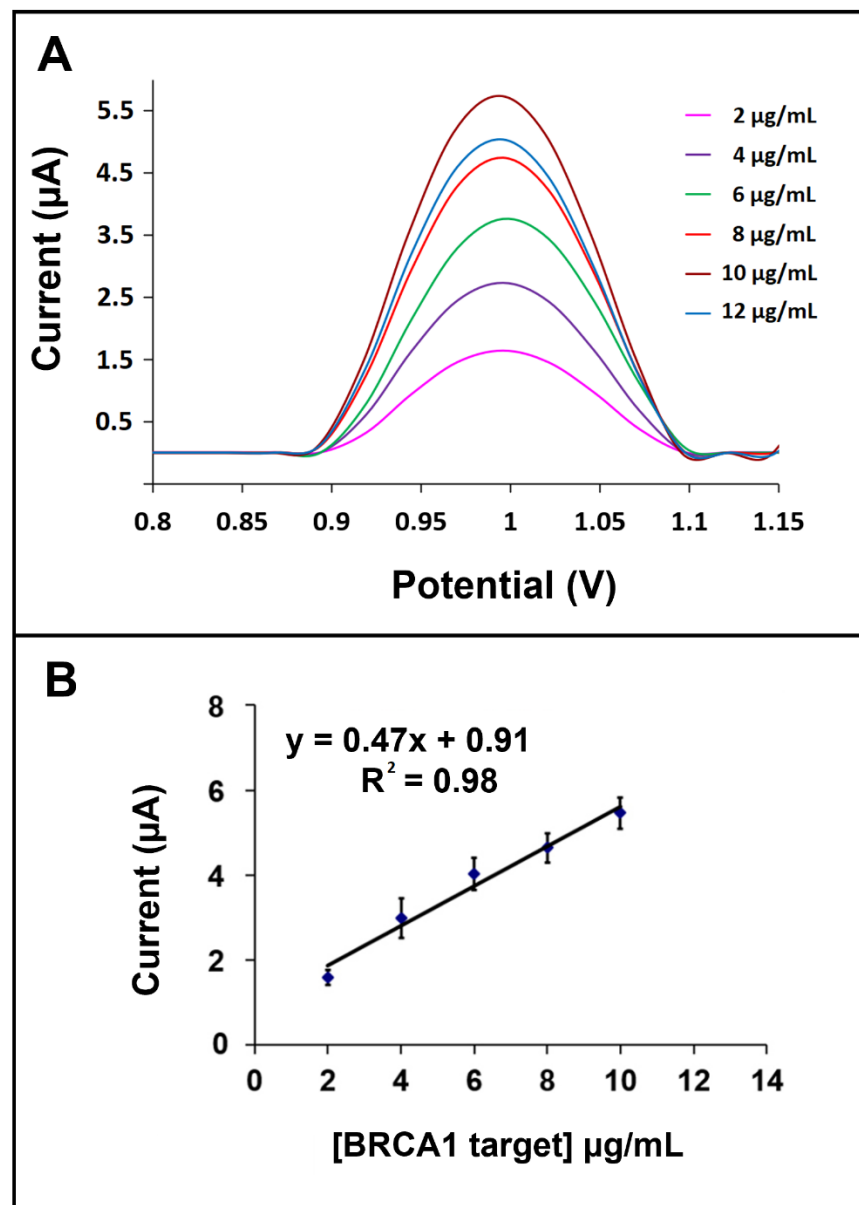 A
Current (µA)
5.5
4.5
3.5
2.5
1.5
0.5
2 µg/mL
4 µg/mL
6 µg/mL
8 µg/mL
10 µg/mL
12 µg/mL
0.8 0.85 0.9 0.95 1 1.05 1.1 1.15
Potential (V)
B
Current (µA)
y = 0.47x + 0.91
R² = 0.98
8
6
4
2
0
0 2 4 6 8 10 12 14
[BRCA1 target] µg/mL